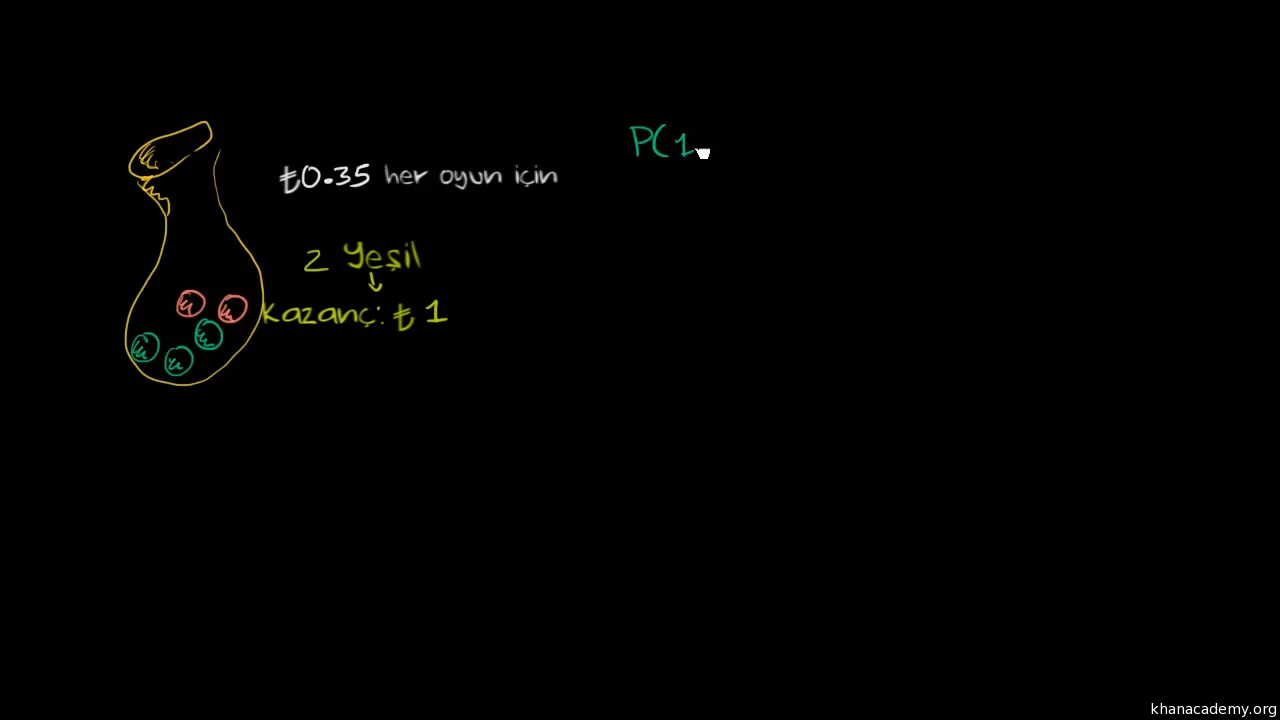 ₺0.35 her oyun için
2 Yeşil
Kazanç: ₺ 1
P(1
khanacademy.org